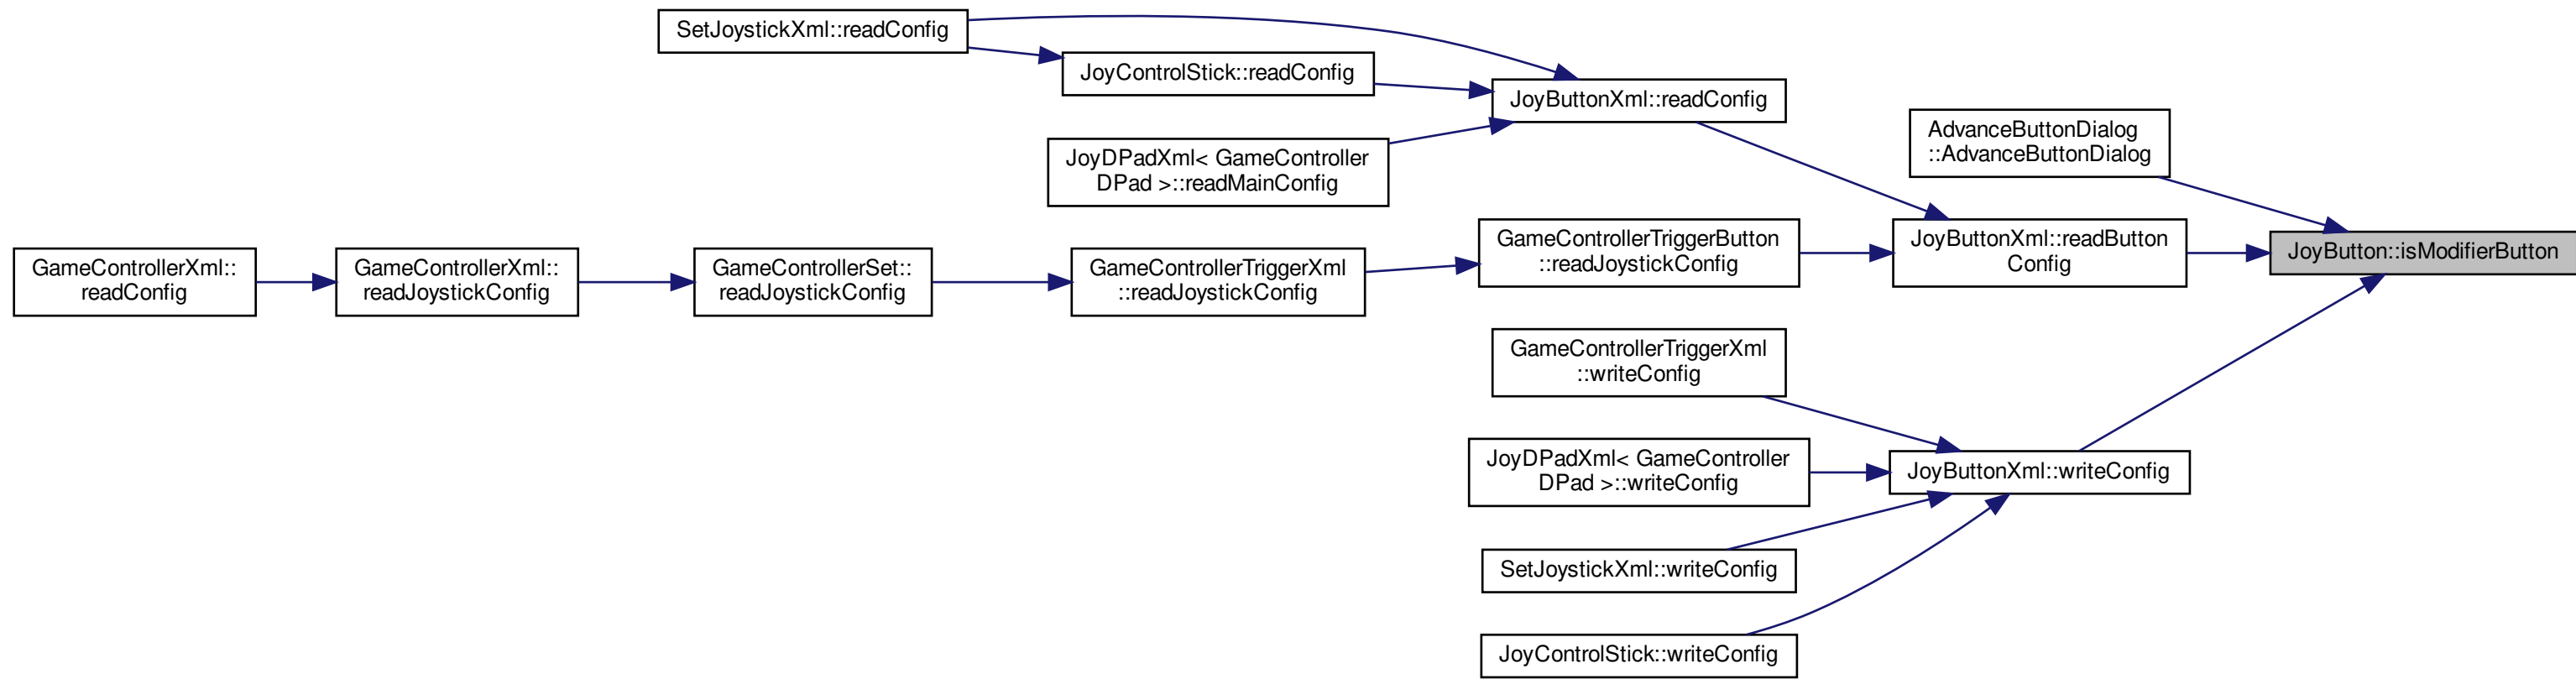 SetJoystickXml::readConfig
JoyControlStick::readConfig
JoyButtonXml::readConfig
AdvanceButtonDialog
::AdvanceButtonDialog
JoyDPadXml< GameController
DPad >::readMainConfig
GameControllerXml::
readConfig
GameControllerXml::
readJoystickConfig
GameControllerSet::
readJoystickConfig
GameControllerTriggerXml
::readJoystickConfig
GameControllerTriggerButton
::readJoystickConfig
JoyButtonXml::readButton
Config
JoyButton::isModifierButton
GameControllerTriggerXml
::writeConfig
JoyDPadXml< GameController
DPad >::writeConfig
JoyButtonXml::writeConfig
SetJoystickXml::writeConfig
JoyControlStick::writeConfig